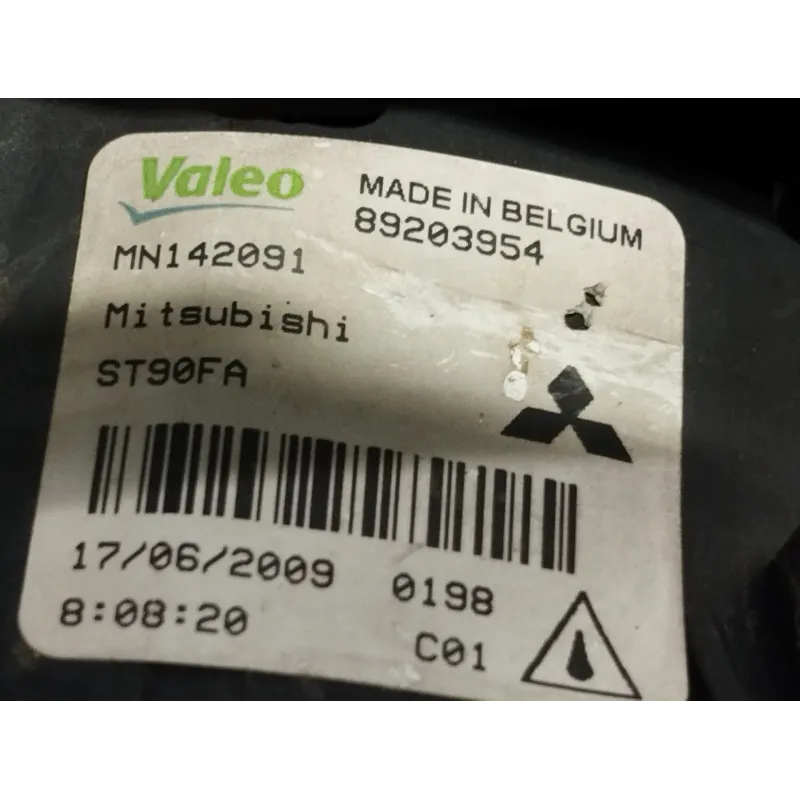 Valeo
MADE IN BELGIUM
89203954
MN142091
Mitsubishi
ST90FA
17/06/2009 0198
8:08:20 C01